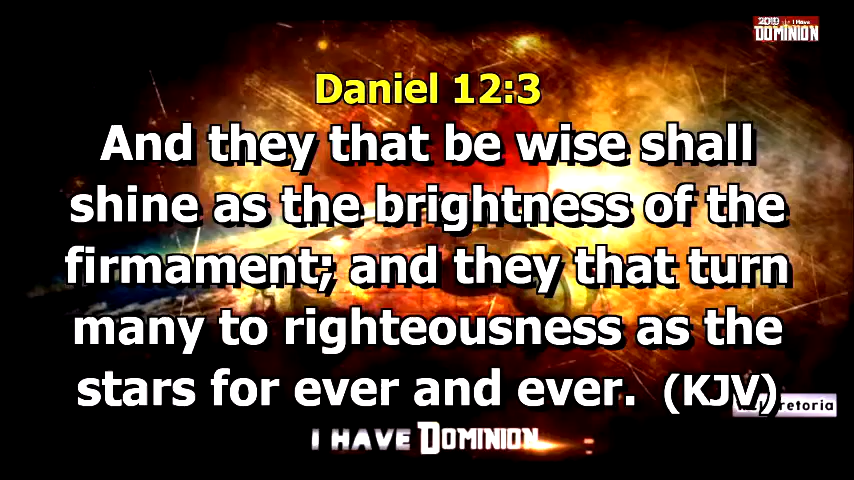 2019 I HAVE
DOMINION
Daniel 12:3
And they that be wise shall
shine as the brightness of the
firmament; and they that turn
many to righteousness as the
stars for ever and ever. (KJV)
I HAVE DOMINION